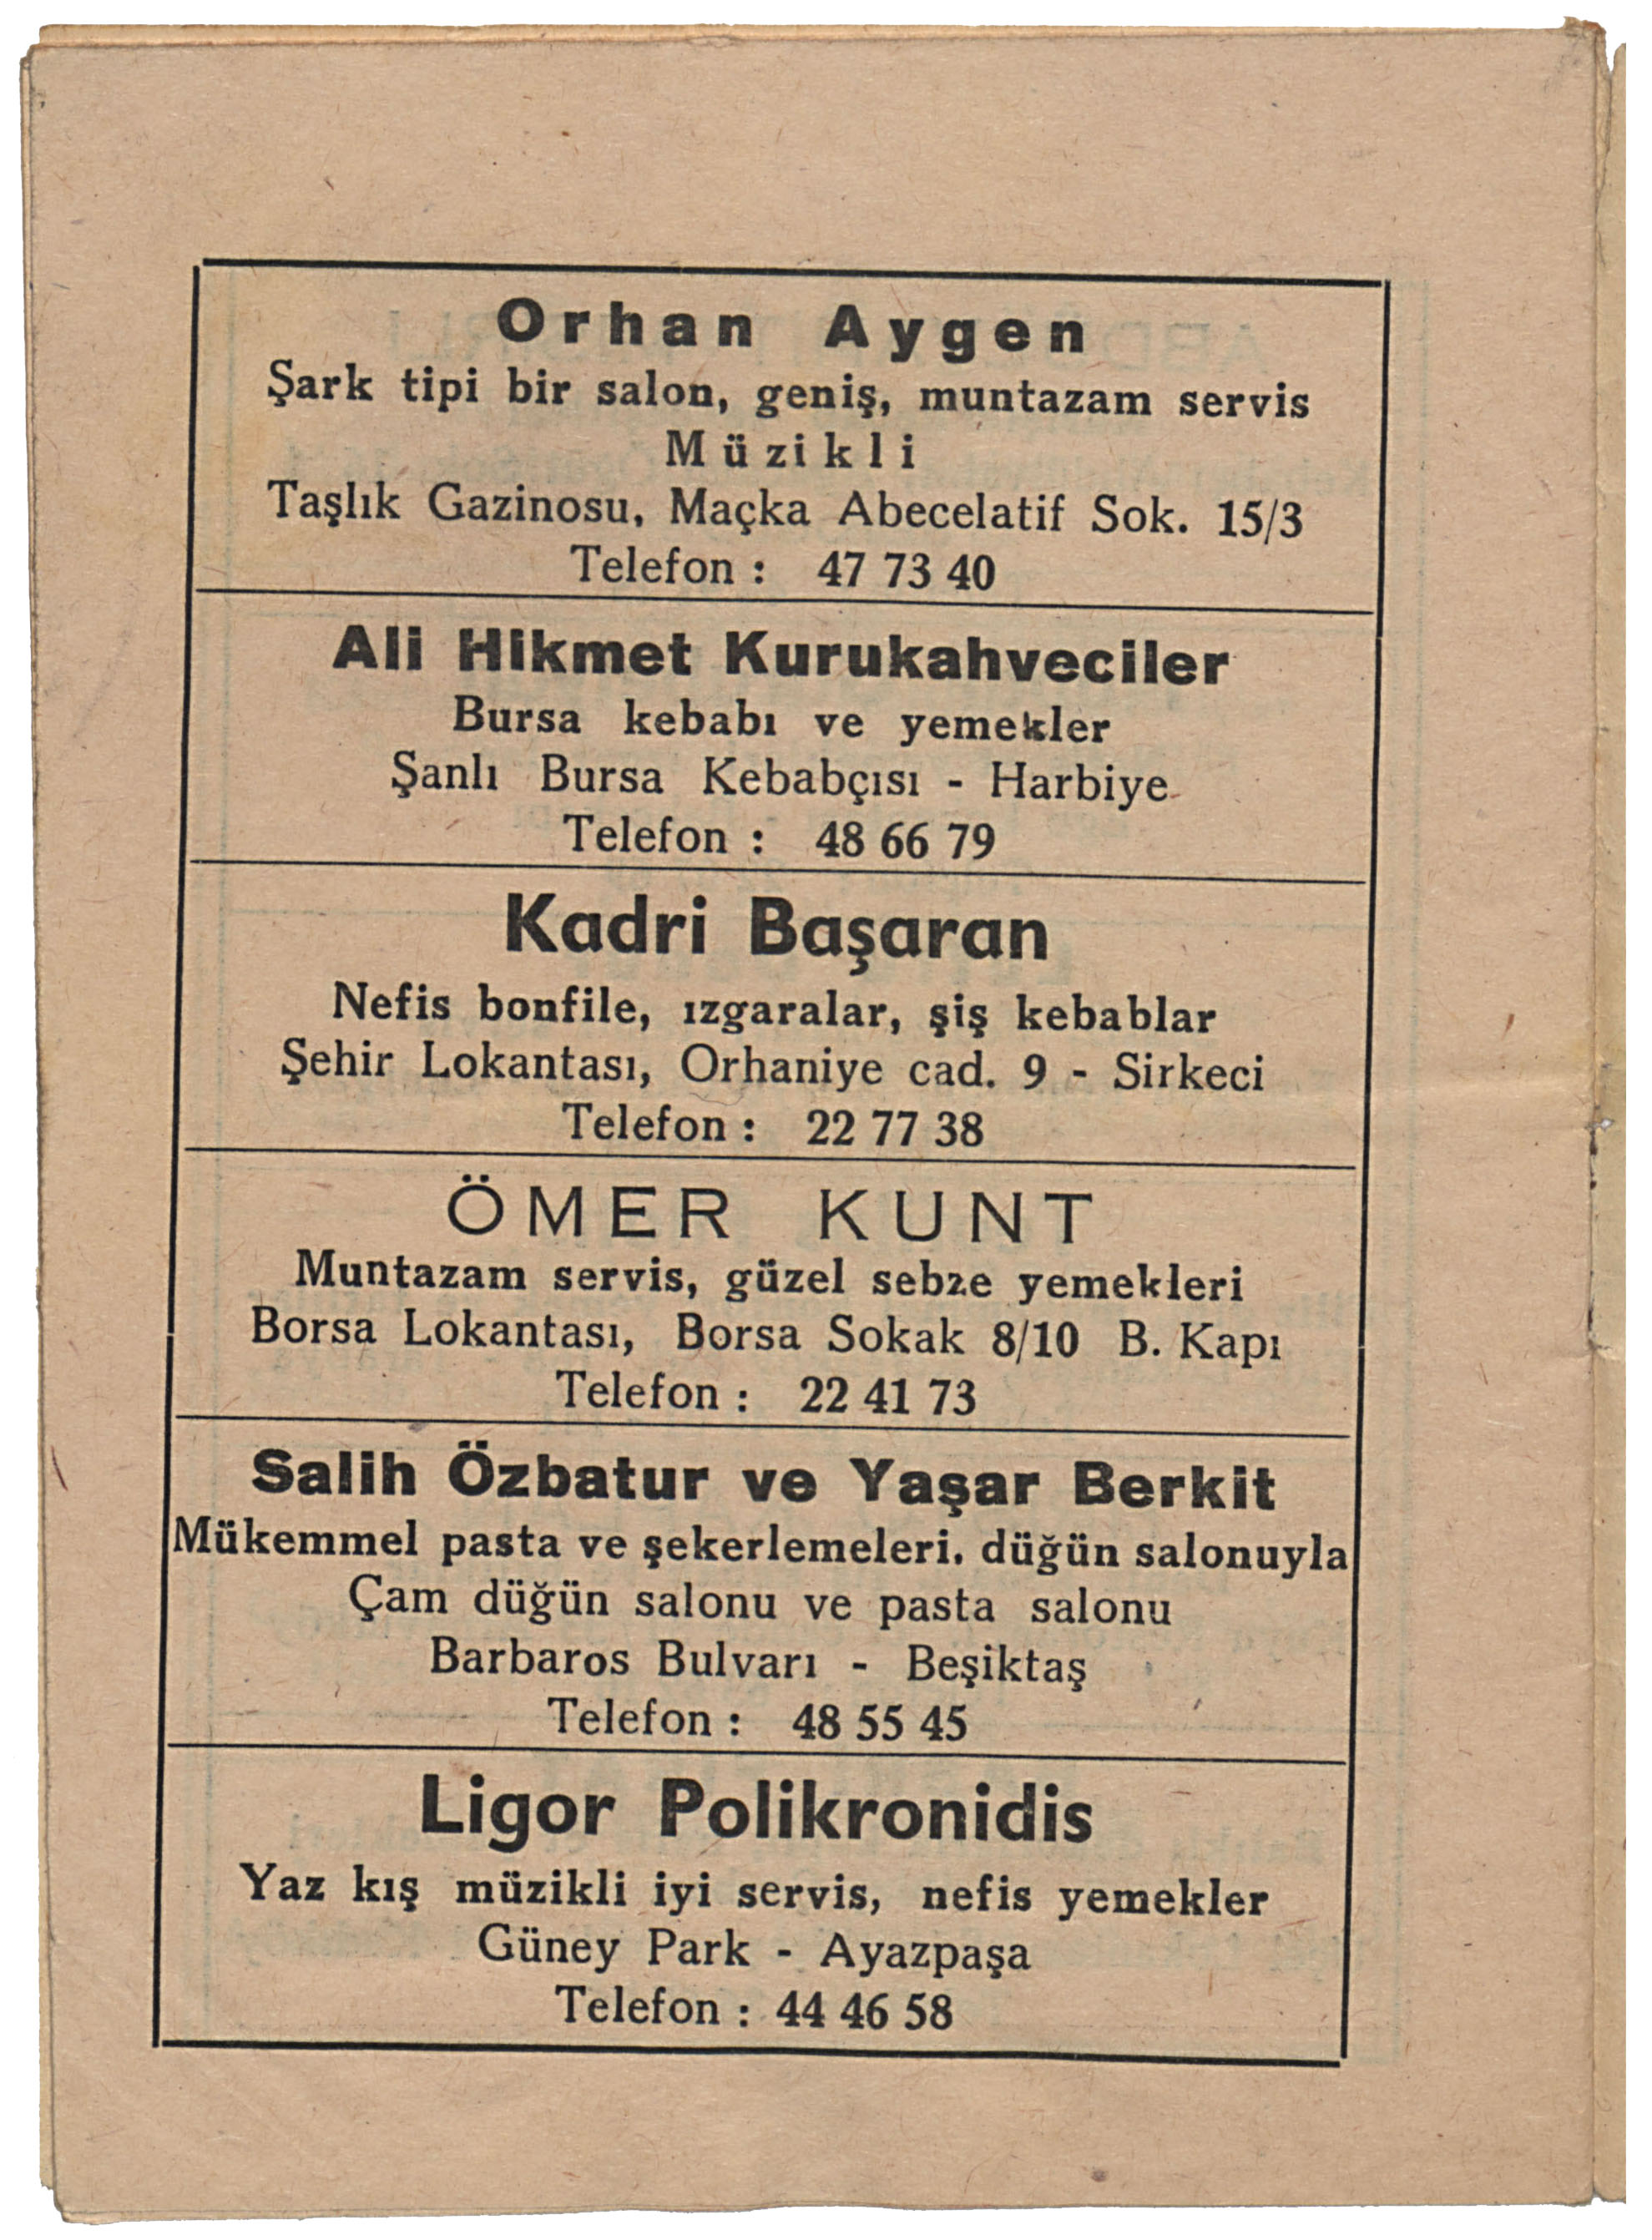 Orhan Aygen
Şark tipi bir salon, geniş, muntazam servis
Müzikli
Taşlık Gazinosu, Maçka Abecelatif Sok. 15/3
Telefon : 47 73 40
Ali Hikmet Kurukahveciler
Bursa kebabı ve yemekler
Şanlı Bursa Kebabçısı - Harbiye
Telefon : 48 66 79
Kadri Başaran
Nefis bonfile, ızgaralar, şiş kebablar
Şehir Lokantası, Orhaniye cad. 9 - Sirkeci
Telefon : 22 77 38
ÖMER KUNT
Muntazam servis, güzel sebze yemekleri
Borsa Lokantası, Borsa Sokak 8/10 B. Kapı
Telefon : 22 41 73
Salih Özbatur ve Yaşar Berkit
Mükemmel pasta ve şekerlemeleri. düğün salonuyla
Çam düğün salonu ve pasta salonu
Barbaros Bulvarı - Beşiktaş
Telefon : 48 55 45
Ligor Polikronidis
Yaz kış müzikli iyi servis, nefis yemekler
Güney Park - Ayazpaşa
Telefon : 44 46 58